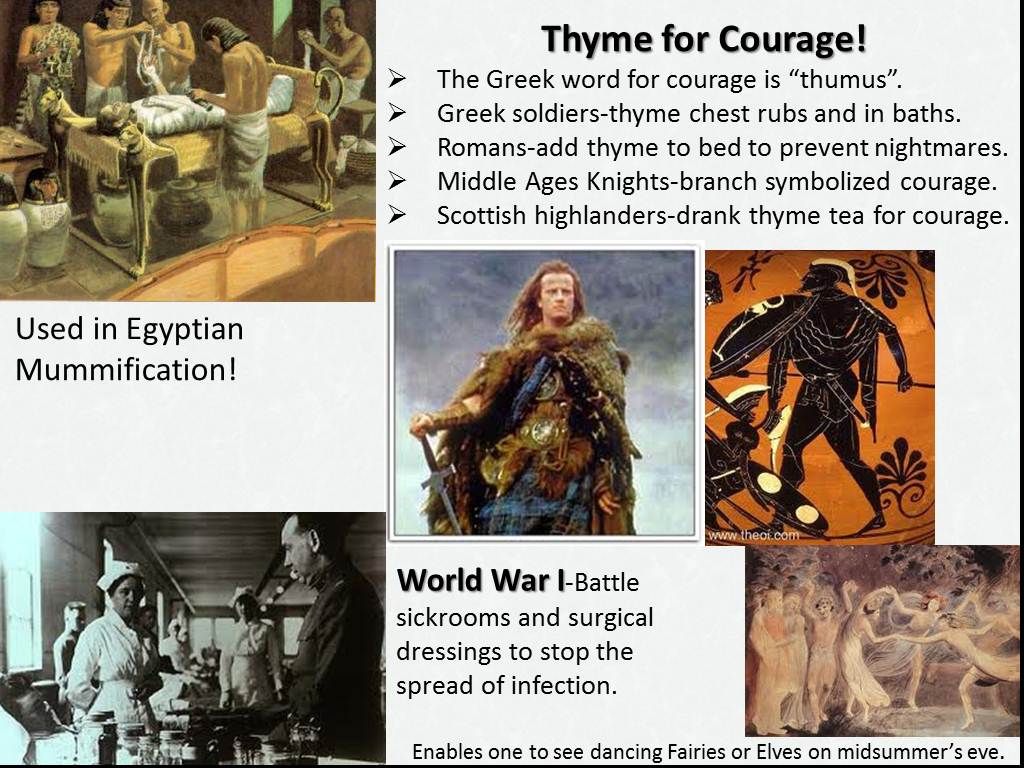 Thyme for Courage!
➢ The Greek word for courage is “thumus”.
➢ Greek soldiers-thyme chest rubs and in baths.
➢ Romans-add thyme to bed to prevent nightmares.
➢ Middle Ages Knights-branch symbolized courage.
➢ Scottish highlanders-drank thyme tea for courage.
Used in Egyptian
Mummification!
www.theoi.com
World War I-Battle
sickrooms and surgical
dressings to stop the
spread of infection.
Enables one to see dancing Fairies or Elves on midsummer’s eve.